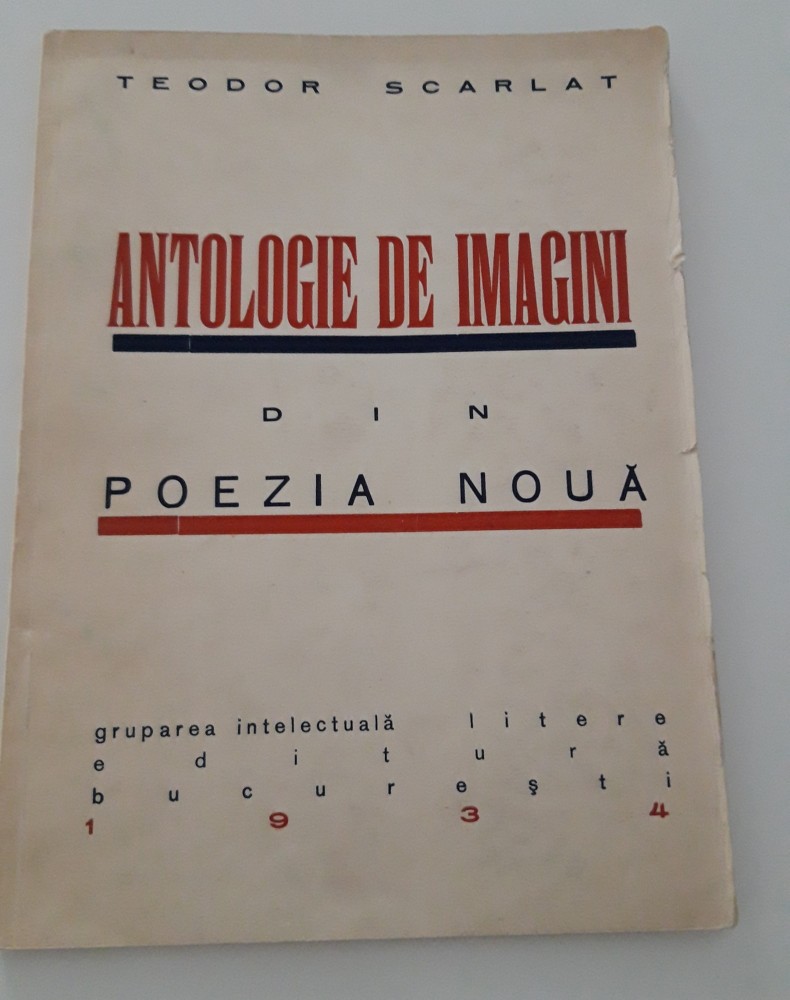 TEODOR SCARLAT
ANTOLOGIE DE IMAGINI
DIN
POEZIA NOUĂ
gruparea intelectuală litere
editură
bucurești
1934